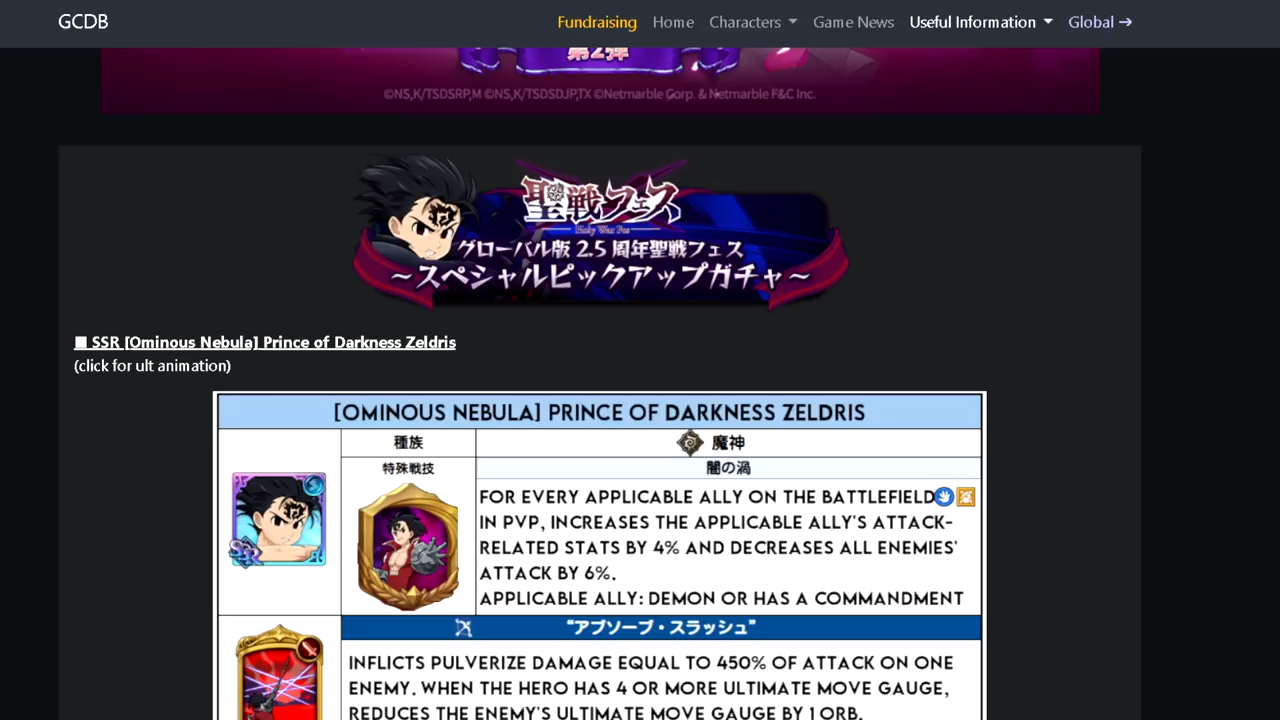 GCDB
Fundraising Home Characters Game News Useful Information Global →
第2弾
©NS,K/TSDSRP,M ©NS,K/TSDSDJP,TX ©Netmarble Corp. & Netmarble F&C Inc.
聖戦フェス
Holy War Fes
グローバル版 2.5 周年聖戦フェス
～スペシャルピックアップガチャ～
■ SSR [Ominous Nebula] Prince of Darkness Zeldris
(click for ult animation)
[OMINOUS NEBULA] PRINCE OF DARKNESS ZELDRIS
種族
魔神
特殊戦技
闇の渦
SSR
FOR EVERY APPLICABLE ALLY ON THE BATTLEFIELD
IN PVP, INCREASES THE APPLICABLE ALLY'S ATTACK-
RELATED STATS BY 4% AND DECREASES ALL ENEMIES'
ATTACK BY 6%.
APPLICABLE ALLY: DEMON OR HAS A COMMANDMENT
“アブソーブ・スラッシュ”
INFLICTS PULVERIZE DAMAGE EQUAL TO 450% OF ATTACK ON ONE
ENEMY. WHEN THE HERO HAS 4 OR MORE ULTIMATE MOVE GAUGE,
REDUCES THE ENEMY'S ULTIMATE MOVE GAUGE BY 1 ORB.